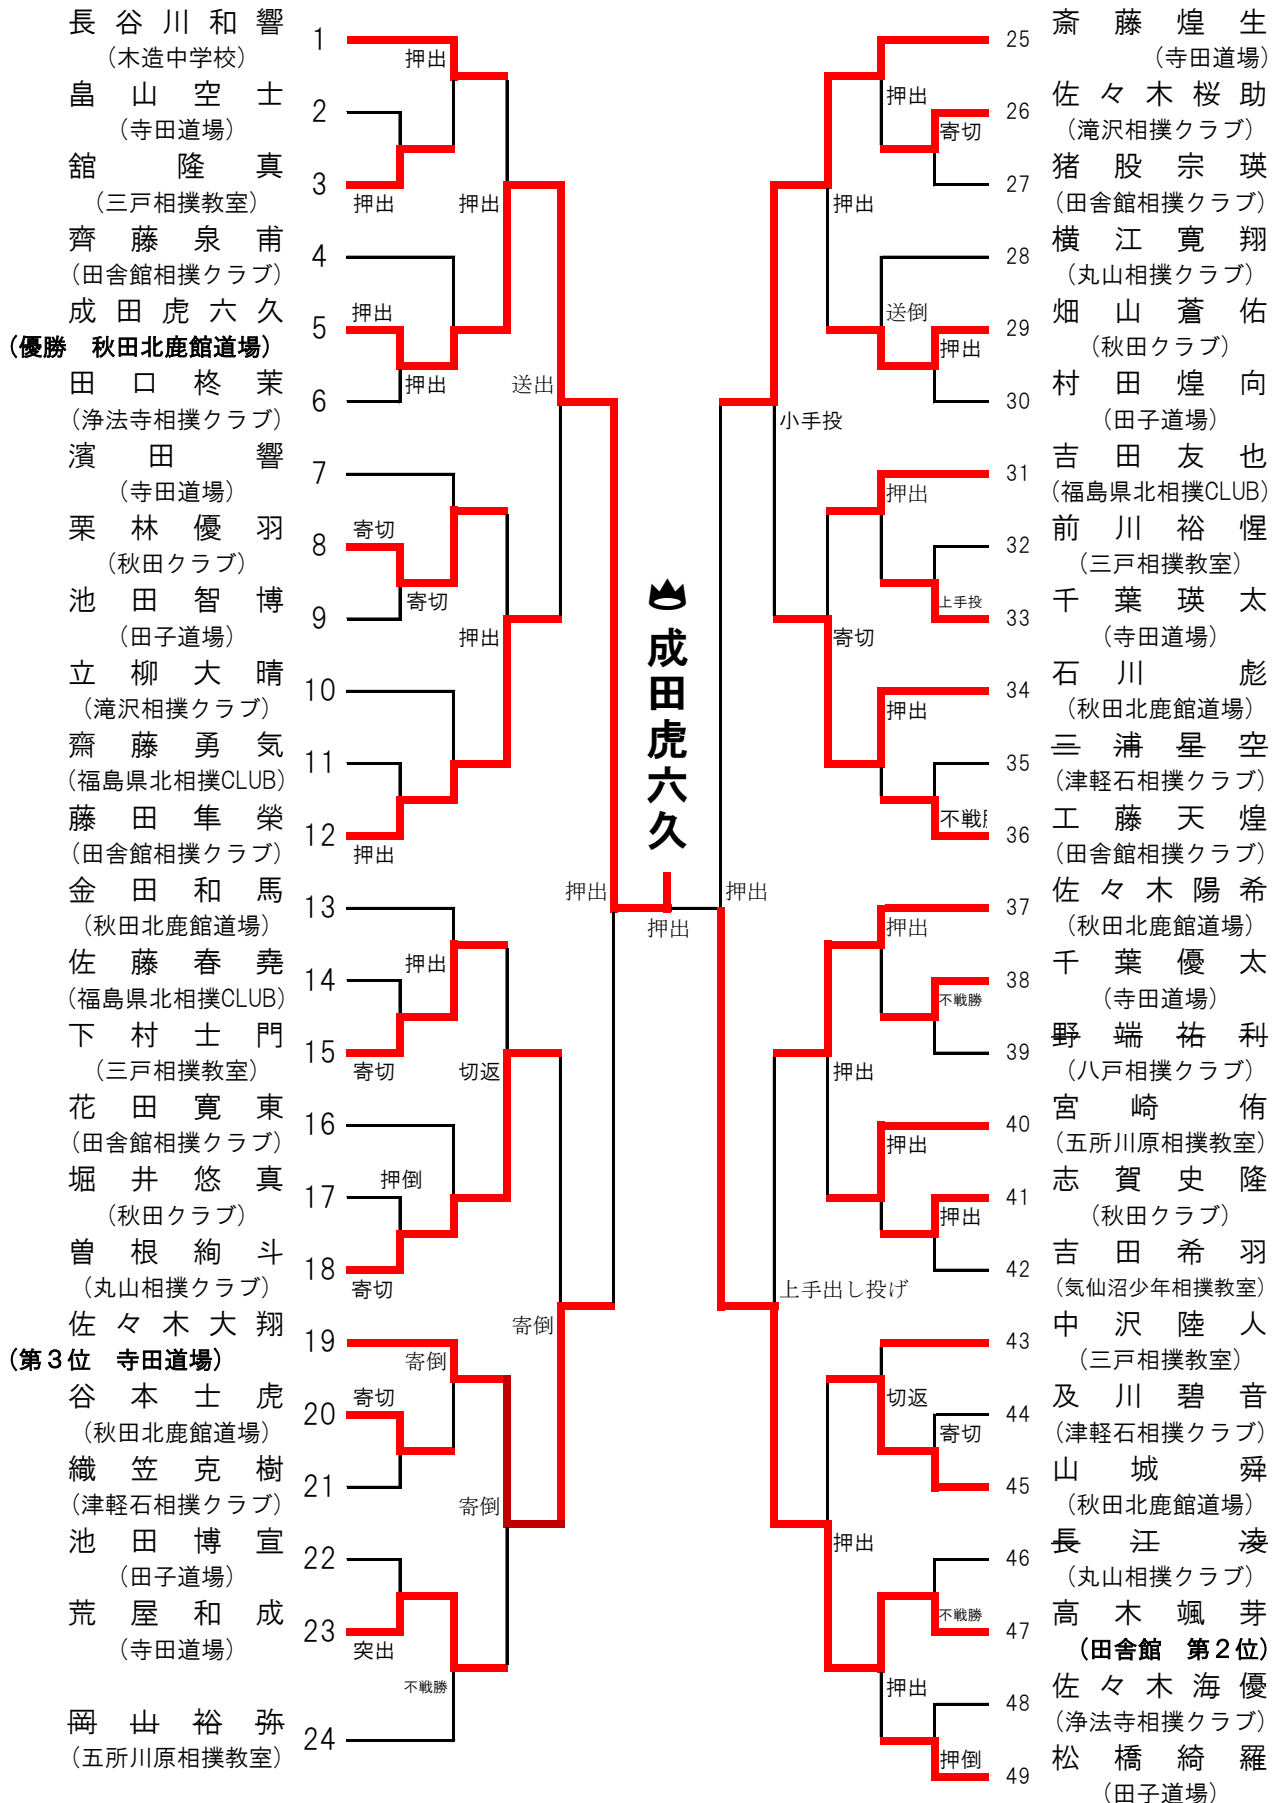 長谷川和響
(木造中学校)
1
押出
畠山空士
(寺田道場)
2
舘隆真
(三戸相撲教室)
3
押出
押出
齊藤泉甫
(田舎館相撲クラブ)
4
成田虎六久
(優勝　秋田北鹿館道場)
5
押出
押出
送出
田口柊茉
(浄法寺相撲クラブ)
6
濱田響
(寺田道場)
7
栗林優羽
(秋田クラブ)
8
寄切
寄切
池田智博
(田子道場)
9
押出
立柳大晴
(滝沢相撲クラブ)
10
齋藤勇気
(福島県北相撲CLUB)
11
藤田隼榮
(田舎館相撲クラブ)
12
押出
金田和馬
(秋田北鹿館道場)
13
押出
佐藤春堯
(福島県北相撲CLUB)
14
押出
下村士門
(三戸相撲教室)
15
寄切
切返
花田寛東
(田舎館相撲クラブ)
16
堀井悠真
(秋田クラブ)
17
押倒
曽根絢斗
(丸山相撲クラブ)
18
寄切
佐々木大翔
(第３位　寺田道場)
19
寄倒
寄倒
谷本士虎
(秋田北鹿館道場)
20
寄切
織笠克樹
(津軽石相撲クラブ)
21
寄倒
池田博宣
(田子道場)
22
荒屋和成
(寺田道場)
23
突出
不戦勝
岡山裕弥
(五所川原相撲教室)
24
成田虎六久
押出
押出
斎藤煌生
(寺田道場)
25
押出
佐々木桜助
(滝沢相撲クラブ)
26
寄切
猪股宗瑛
(田舎館相撲クラブ)
27
押出
横江寛翔
(丸山相撲クラブ)
28
送倒
畑山蒼佑
(秋田クラブ)
29
押出
村田煌向
(田子道場)
30
小手投
吉田友也
(福島県北相撲CLUB)
31
押出
前川裕惺
(三戸相撲教室)
32
上手投
千葉瑛太
(寺田道場)
33
寄切
石川彪
(秋田北鹿館道場)
34
押出
三浦星空
(津軽石相撲クラブ)
35
不戦勝
工藤天煌
(田舎館相撲クラブ)
36
佐々木陽希
(秋田北鹿館道場)
37
押出
千葉優太
(寺田道場)
38
不戦勝
野端祐利
(八戸相撲クラブ)
39
押出
宮崎侑
(五所川原相撲教室)
40
押出
志賀史隆
(秋田クラブ)
41
押出
吉田希羽
(気仙沼少年相撲教室)
42
上手出し投げ
中沢陸人
(三戸相撲教室)
43
切返
及川碧音
(津軽石相撲クラブ)
44
寄切
山城舜
(秋田北鹿館道場)
45
押出
長江凌
(丸山相撲クラブ)
46
不戦勝
高木颯芽
(田舎館　第２位)
47
押出
佐々木海優
(浄法寺相撲クラブ)
48
押倒
松橋綺羅
(田子道場)
49